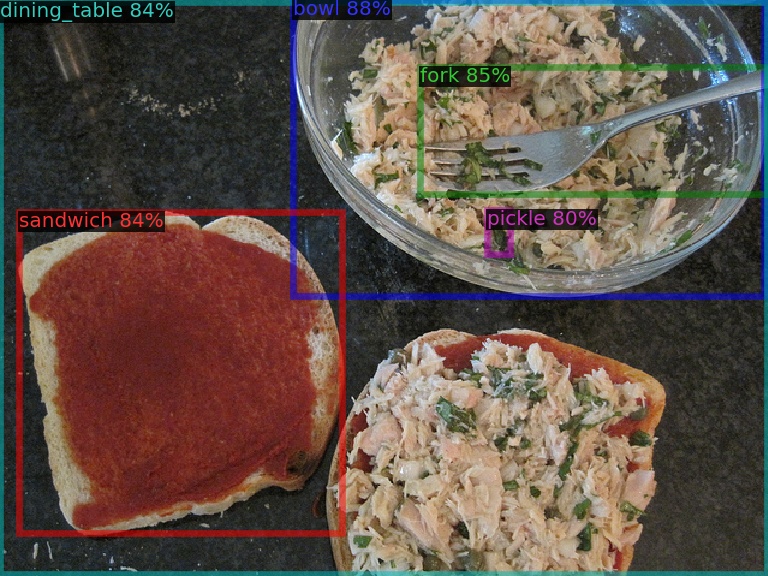 dining_table 84%
bowl 88%
fork 85%
sandwich 84%
pickle 80%